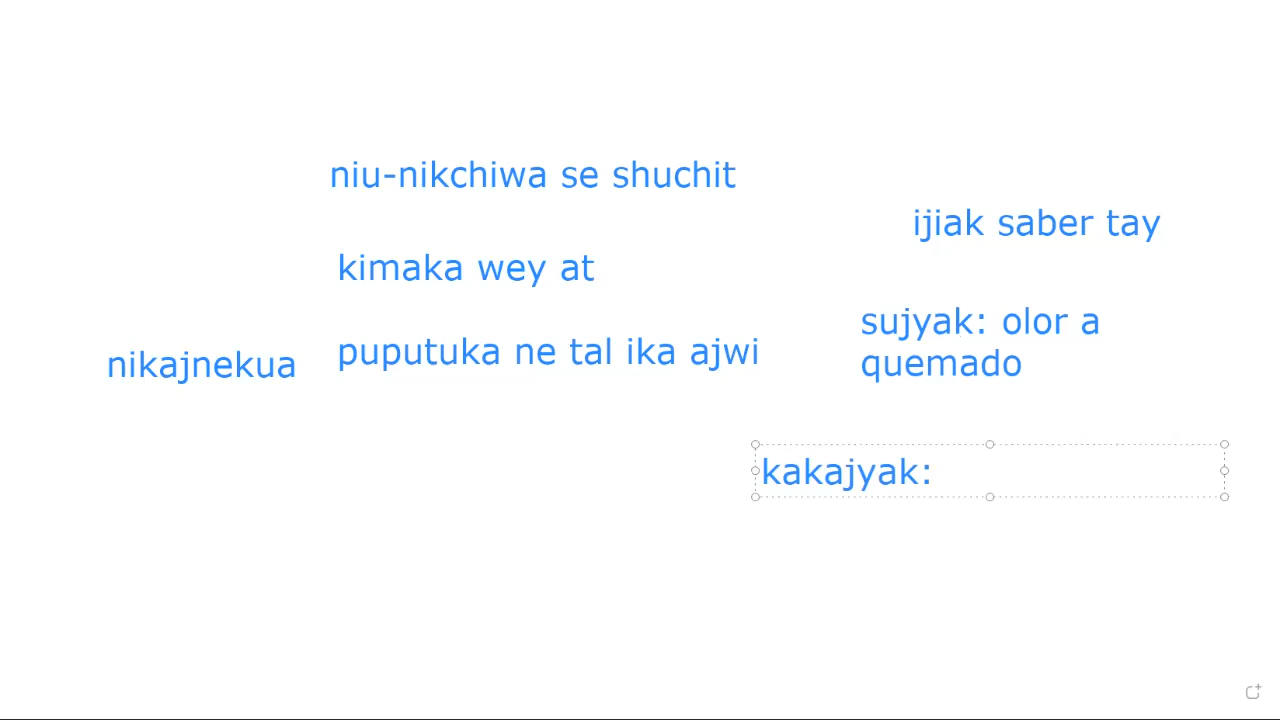 niu-nikchiwa se shuchit
ijiak saber tay
kimaka wey at
sujyak: olor a
quemado
puputuka ne tal ika ajwi
nikajnekua
kakajyak: